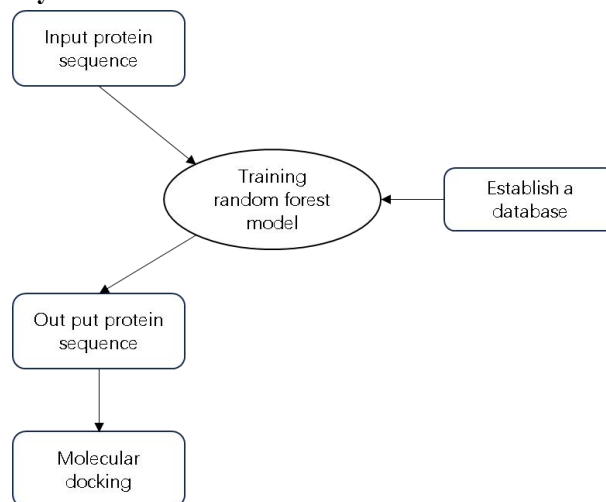 Input protein
sequence
Training
random forest
model
Establish a
database
Out put protein
sequence
Molecular
docking